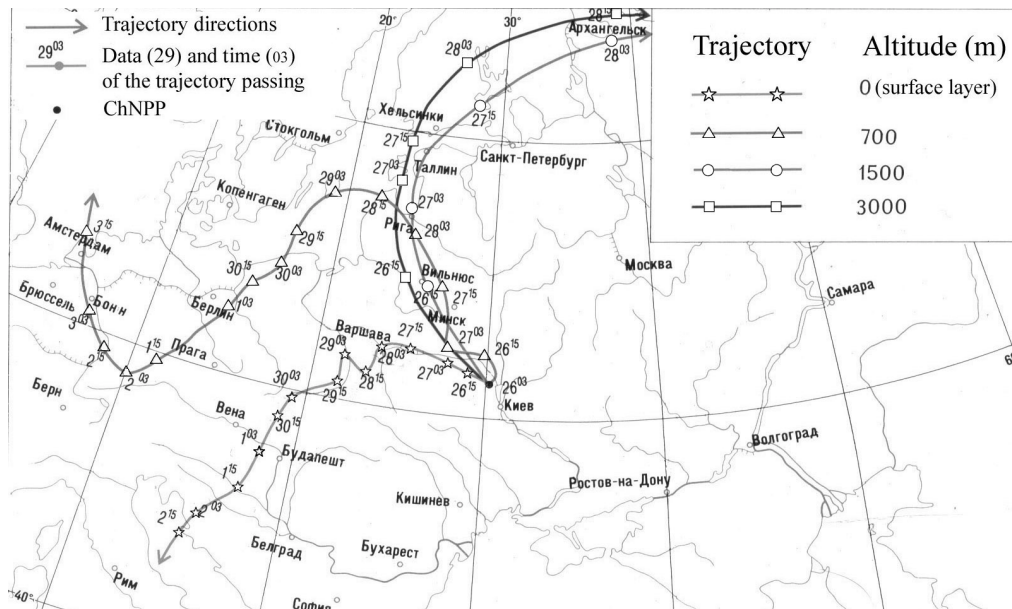 Trajectory directions
29⁰³ Data (29) and time (03)
of the trajectory passing
ChNPP
20°
30°
Trajectory Altitude (m)
0 (surface layer)
700
1500
3000
28¹⁵
Архангельск
28⁰³
28⁰³
27¹⁵
Хельсинки
Стокгольм
27¹⁵
Санкт-Петербург
Таллин
27⁰³
29⁰³
Копенгаген
28¹⁵
27⁰³
Рига
28⁰³
3¹⁵
Амстердам
29¹⁵
30¹⁵
30⁰³
26¹⁵
Вильнюс
26¹⁵
27¹⁵
Москва
Самара
Брюссель
Бонн
3⁰³
Берлин
1⁰³
Минск
Варшава
27¹⁵
27⁰³
29⁰³
28⁰³
26¹⁵
2¹⁵
1¹⁵
Прага
2⁰³
28¹⁵
27⁰³
26¹⁵
26⁰³
Берн
30⁰³
29¹⁵
Киев
Вена
30¹⁵
1⁰³
Будапешт
Волгоград
1¹⁵
Ростов-на-Дону
Кишинев
2¹⁵
2⁰³
Белград
Бухарест
Рим
40°
София